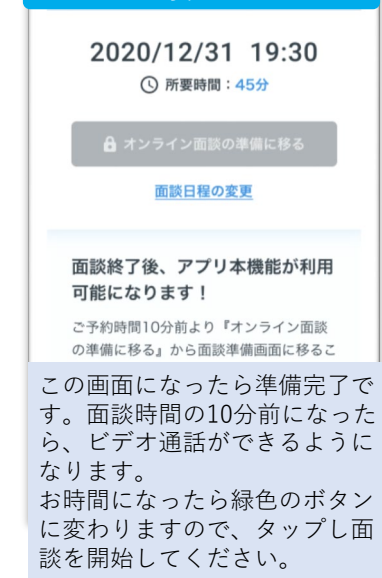 2020/12/31 19:30
所要時間：45分
オンライン面談の準備に移る
面談日程の変更
面談終了後、アプリ本機能が利用
可能になります！
ご予約時間10分前より『オンライン面談
の準備に移る』から面談準備画面に移るこ
この画面になったら準備完了で
す。面談時間の10分前になった
ら、ビデオ通話ができるように
なります。
お時間になったら緑色のボタン
に変わりますので、タップし面
談を開始してください。